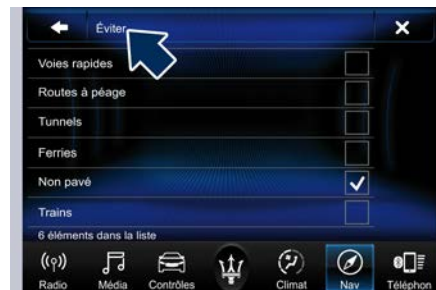 Éviter
Voies rapides
Routes à péage
Tunnels
Ferries
Non pavé
Trains
6 éléments dans la liste
Radio Média Contrôles Climat Nav Téléphon